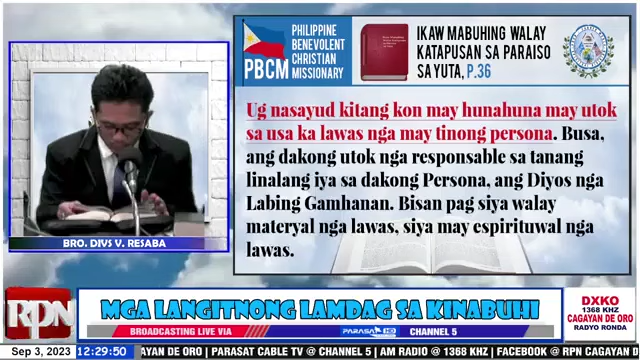 PBCM
PHILIPPINE
BENEVOLENT
CHRISTIAN
MISSIONARY
IKAW MABUHING WALAY
KATAPUSAN SA PARAISO
SA YUTA, P.36
Ug nasayud kitang kon may hunahuna may utok
sa usa ka lawas nga may tinong persona. Busa,
ang dakong utok nga responsable sa tanang
linalang iya sa dakong Persona, ang Diyos nga
Labing Gamhanan. Bisan pag siya walay
materyal nga lawas, siya may espirituwal nga
lawas.
BRO. DIVS V. RESABA
RPN
MGA LANGITNONG LAMDAG SA KINABUHI
BROADCASTING LIVE VIA PARASAT HD CHANNEL 5
DXKO
1368 KHZ
CAGAYAN DE ORO
RADYO RONDA
Sep 3, 2023 12:29:50 AYAN DE ORO / PARASAT CABLE TV @ CHANNEL 5 | AM RADIO @ 1368 KHZ | FACEBOOK @ RPN CAGAYAN D